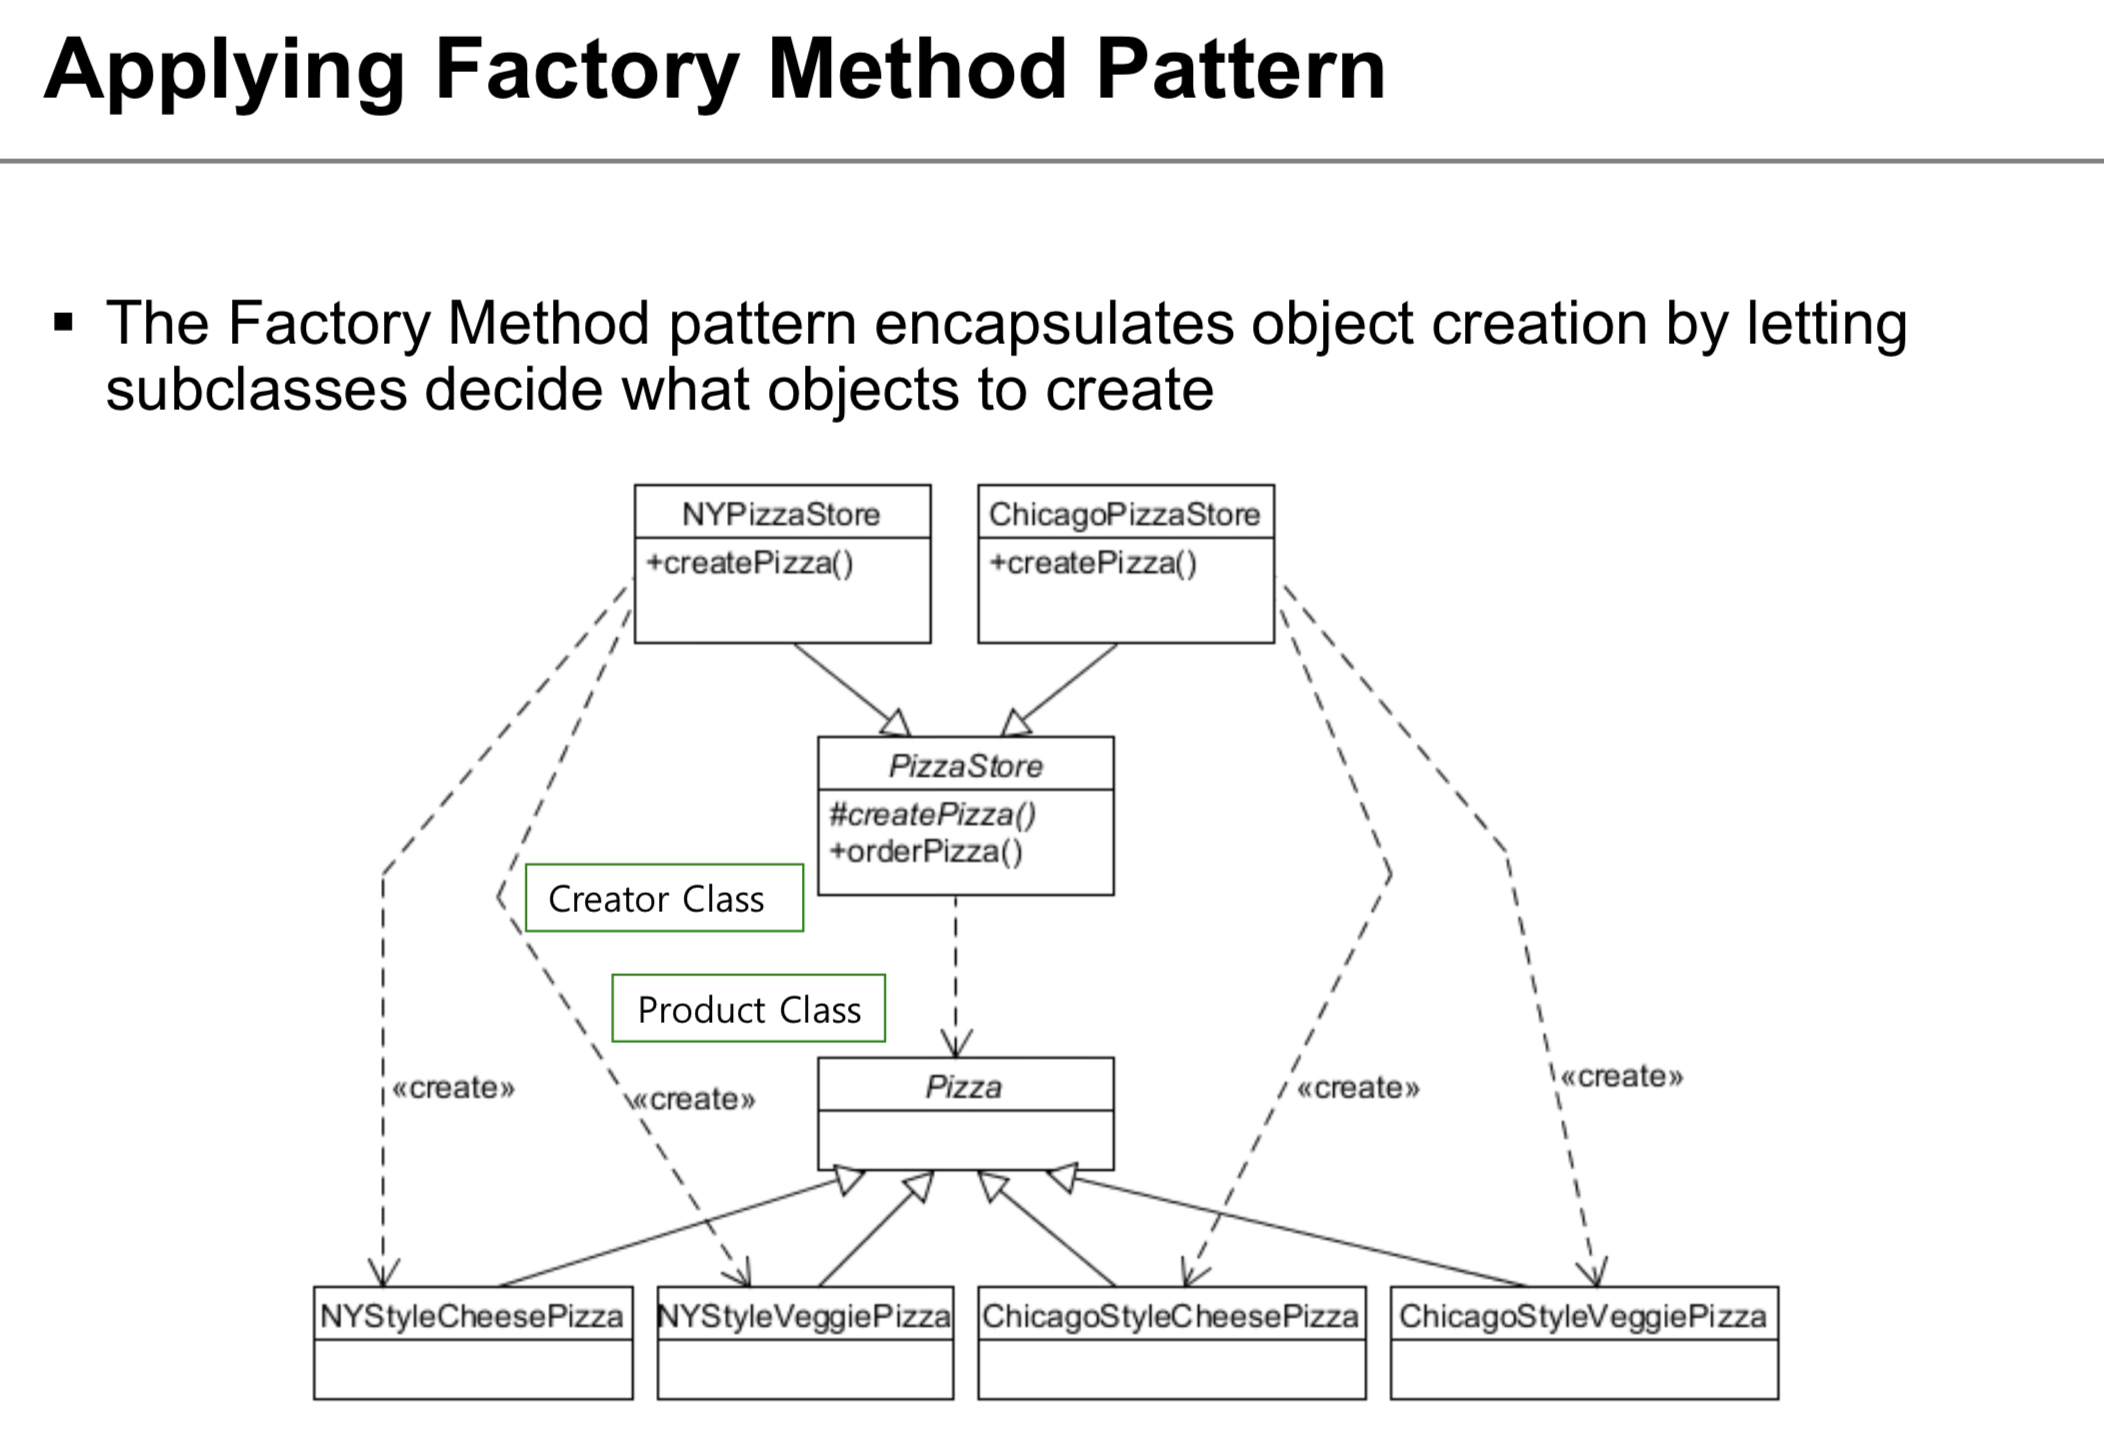 Applying Factory Method Pattern
▪ The Factory Method pattern encapsulates object creation by letting
subclasses decide what objects to create
NYPizzaStore
+createPizza()
ChicagoPizzaStore
+createPizza()
PizzaStore
#createPizza()
+orderPizza()
Creator Class
Product Class
Pizza
«create»
«create»
«create»
«create»
NYStyleCheesePizza
NYStyleVeggiePizza
ChicagoStyleCheesePizza
ChicagoStyleVeggiePizza